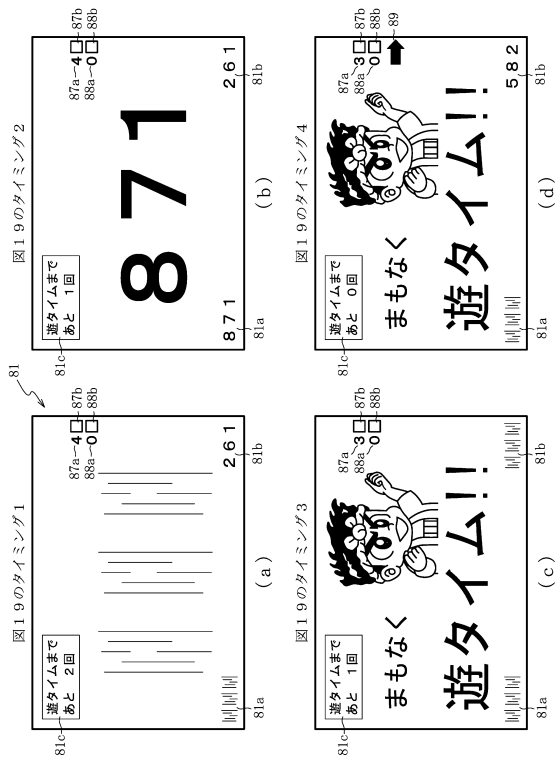 81
図19のタイミング1
81c
遊タイムまで
あと 2回
87a
4
87b
88a
0
88b
261
81a
81b
(a)
図19のタイミング2
81c
遊タイムまで
あと 1回
87a
4
87b
88a
0
88b
871
871
261
81a
81b
(b)
図19のタイミング3
81c
遊タイムまで
あと 1回
87a
3
87b
88a
0
88b
まもなく
遊タイム!!
81a
81b
(c)
図19のタイミング4
81c
遊タイムまで
あと 0回
87a
3
87b
88a
0
88b
89
まもなく
遊タイム!!
582
81a
81b
(d)